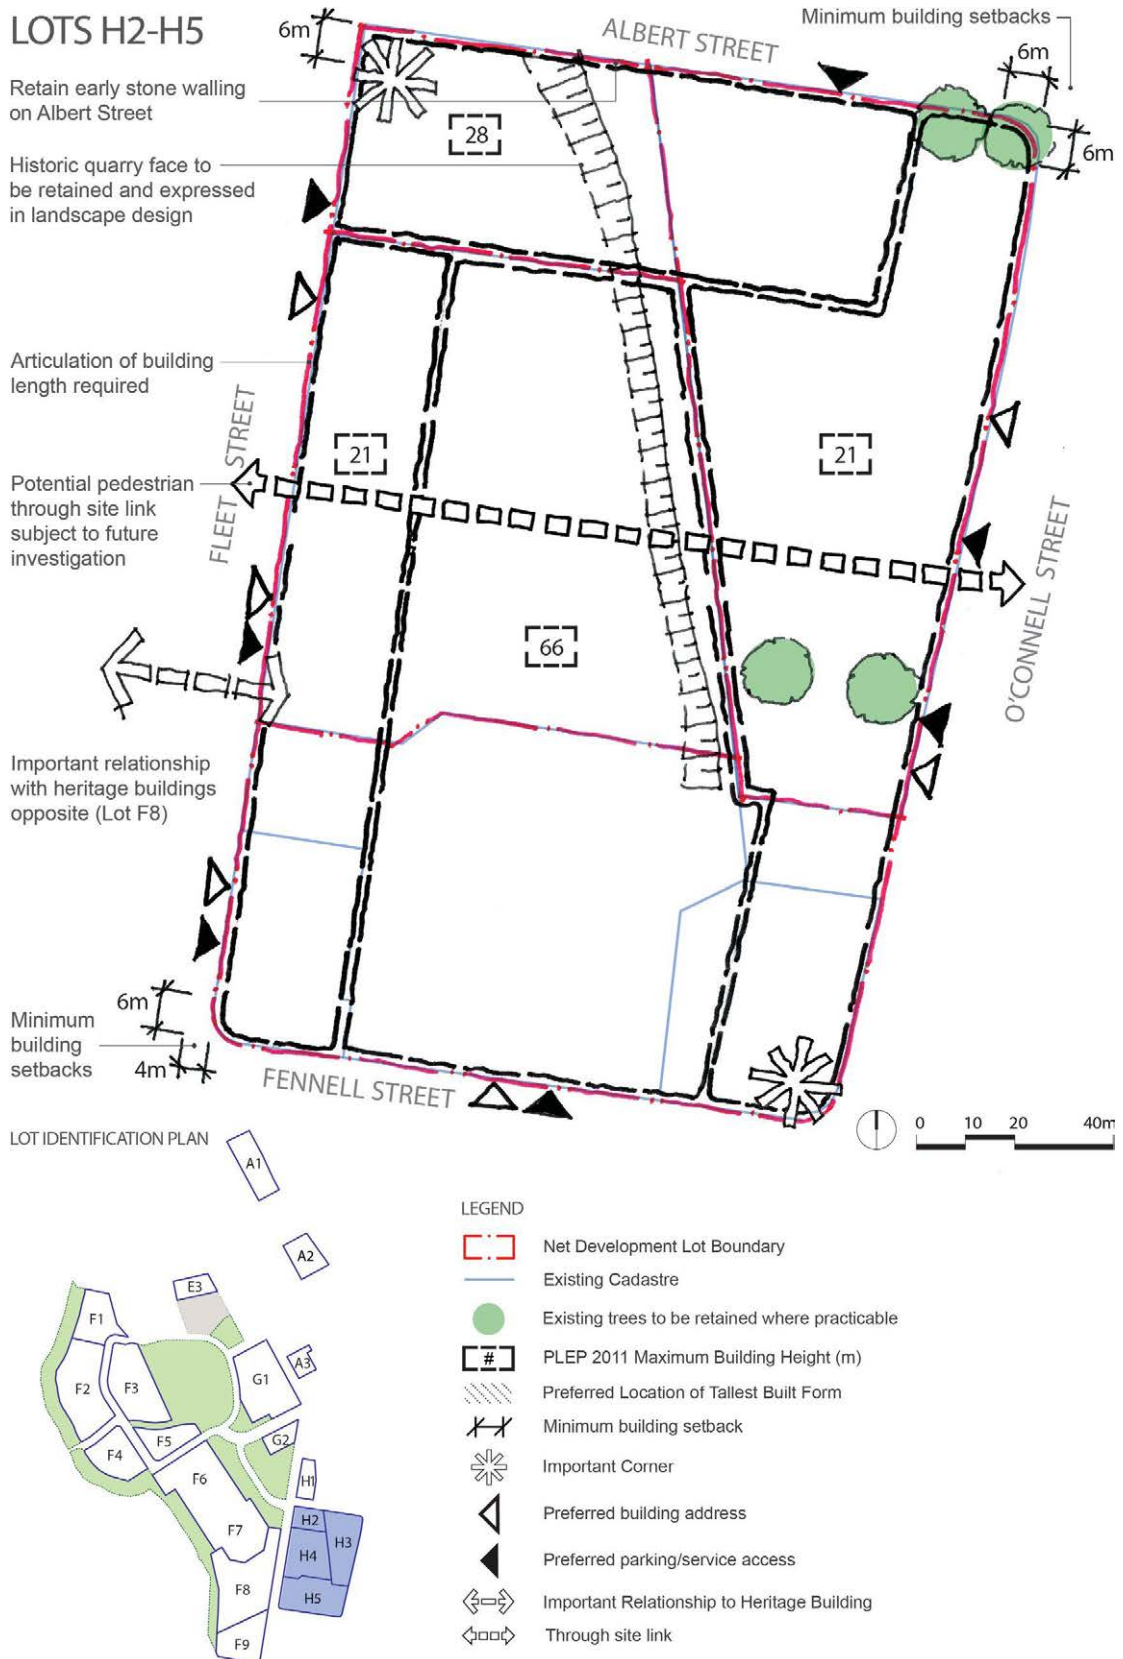 LOTS H2-H5
6m
ALBERT STREET
Minimum building setbacks
6m
6m
Retain early stone walling
on Albert Street
28
Historic quarry face to
be retained and expressed
in landscape design
Articulation of building
length required
FLEET STREET
21
21
Potential pedestrian
through site link
subject to future
investigation
O'CONNELL STREET
66
Important relationship
with heritage buildings
opposite (Lot F8)
6m
Minimum
building
setbacks
4m
FENNELL STREET
0 10 20 40m
LOT IDENTIFICATION PLAN
A1
A2
E3
F1
A3
G1
F2
F3
F5
G2
F4
F6
H1
H2
F7
H3
H4
F8
H5
F9
LEGEND
Net Development Lot Boundary
Existing Cadastre
Existing trees to be retained where practicable
# PLEP 2011 Maximum Building Height (m)
Preferred Location of Tallest Built Form
Minimum building setback
Important Corner
Preferred building address
Preferred parking/service access
Important Relationship to Heritage Building
Through site link